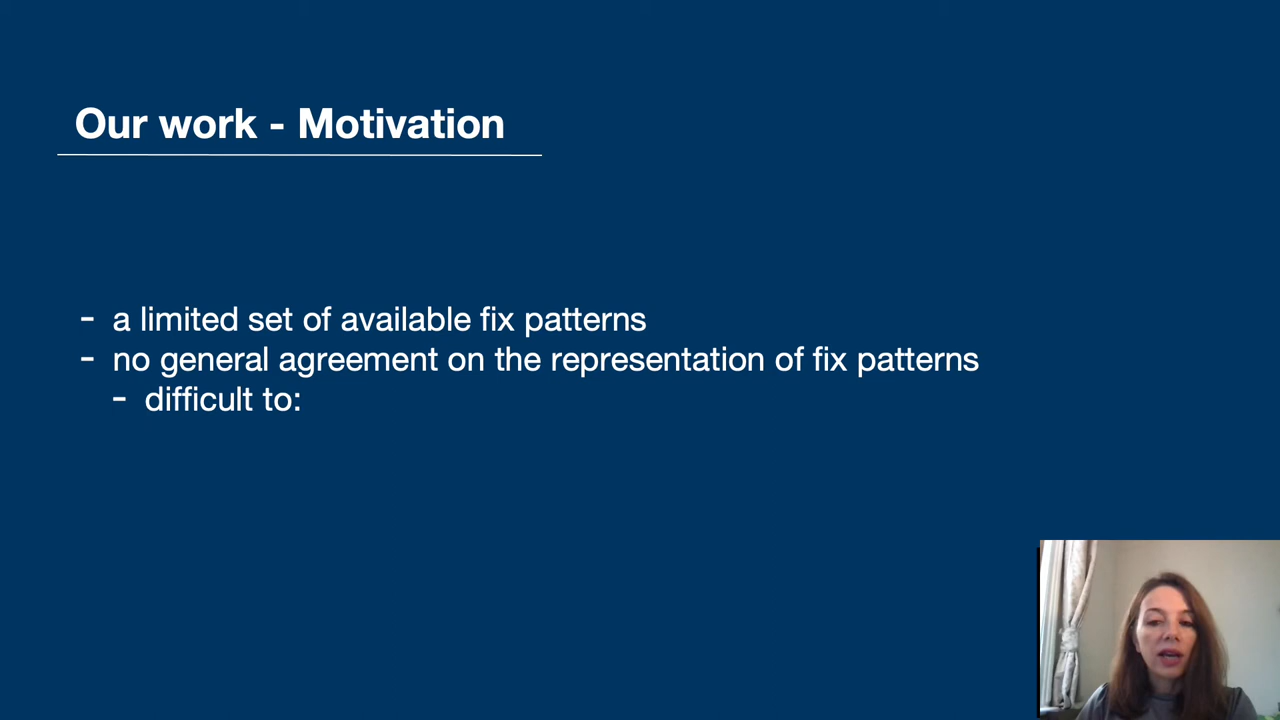 Our work - Motivation
- a limited set of available fix patterns
- no general agreement on the representation of fix patterns
- difficult to: